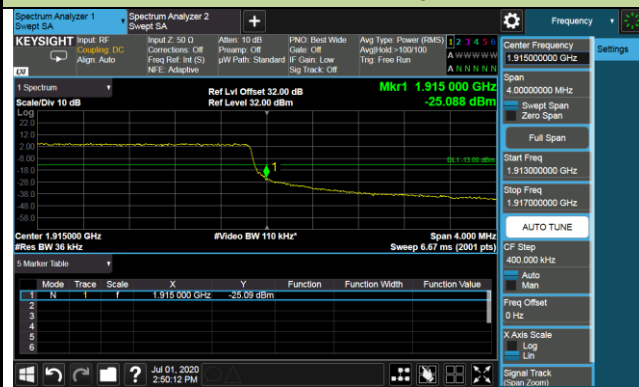 Spectrum Analyzer 1
Swept SA
Spectrum Analyzer 2
Swept SA
+
Frequency
KEYSIGHT
Input: RF
Coupling: DC
Align: Auto
Input Z: 50 Ω
Corrections: Off
Freq Ref: Int (S)
NFE: Adaptive
Atten: 10 dB
Preamp: Off
µW Path: Standard
PNO: Best Wide
Gate: Off
IF Gain: Low
Sig Track: Off
Avg Type: Power (RMS)
Avg|Hold:>100/100
Trig: Free Run
1 2 3 4 5 6
A W W W W W
A N N N N N
LXI
1 Spectrum
Scale/Div 10 dB
Log
Ref Lvl Offset 32.00 dB
Ref Level 32.00 dBm
Mkr1 1.915 000 GHz
-25.088 dBm
22.0
12.0
2.00
-8.00
-18.0
-28.0
-38.0
-48.0
-58.0
1
DL1 -13.00 dBm
Center 1.915000 GHz
#Res BW 36 kHz
#Video BW 110 kHz*
Span 4.000 MHz
Sweep 6.67 ms (2001 pts)
5 Marker Table
Mode Trace Scale X Y Function Function Width Function Value
1 N 1 f 1.915 000 GHz -25.09 dBm
2
3
4
5
6
Center Frequency
1.915000000 GHz
Settings
Span
4.00000000 MHz
Swept Span
Zero Span
Full Span
Start Freq
1.913000000 GHz
Stop Freq
1.917000000 GHz
AUTO TUNE
CF Step
400.000 kHz
Auto
Man
Freq Offset
0 Hz
X Axis Scale
Log
Lin
Signal Track
(Span Zoom)
?
Jul 01, 2020
2:50:12 PM